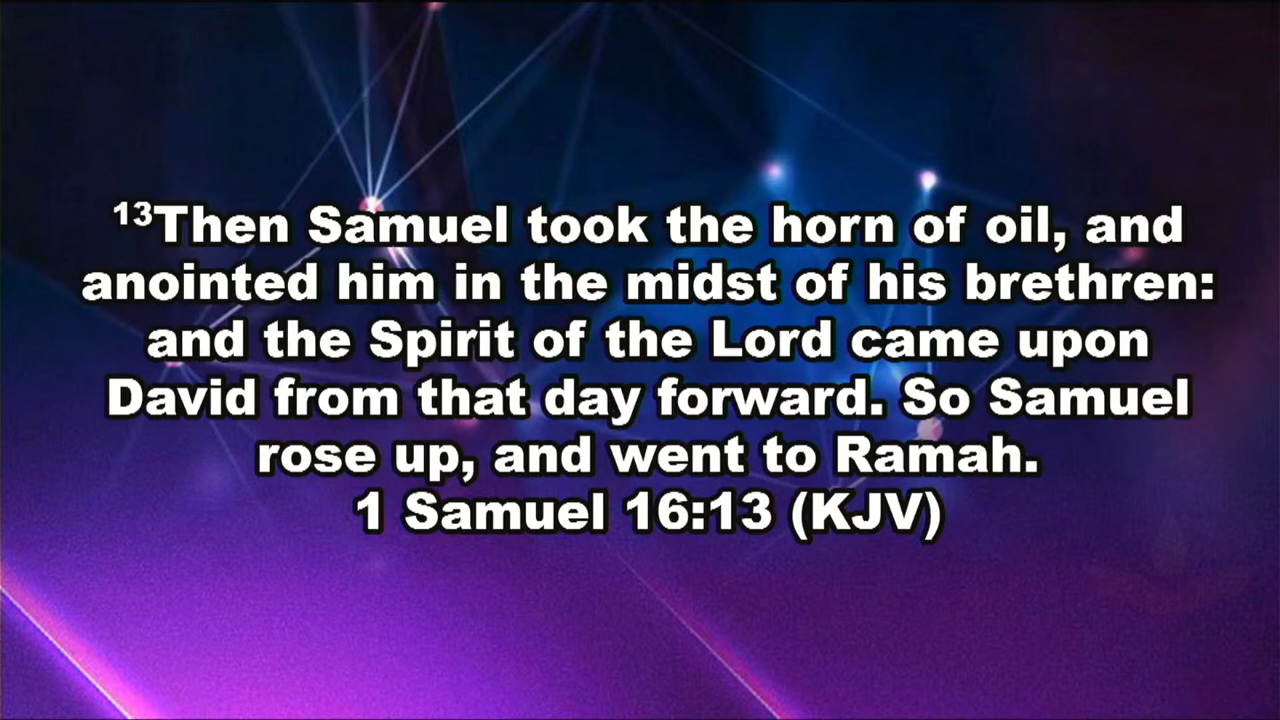 ¹³Then Samuel took the horn of oil, and
anointed him in the midst of his brethren:
and the Spirit of the Lord came upon
David from that day forward. So Samuel
rose up, and went to Ramah.
1 Samuel 16:13 (KJV)